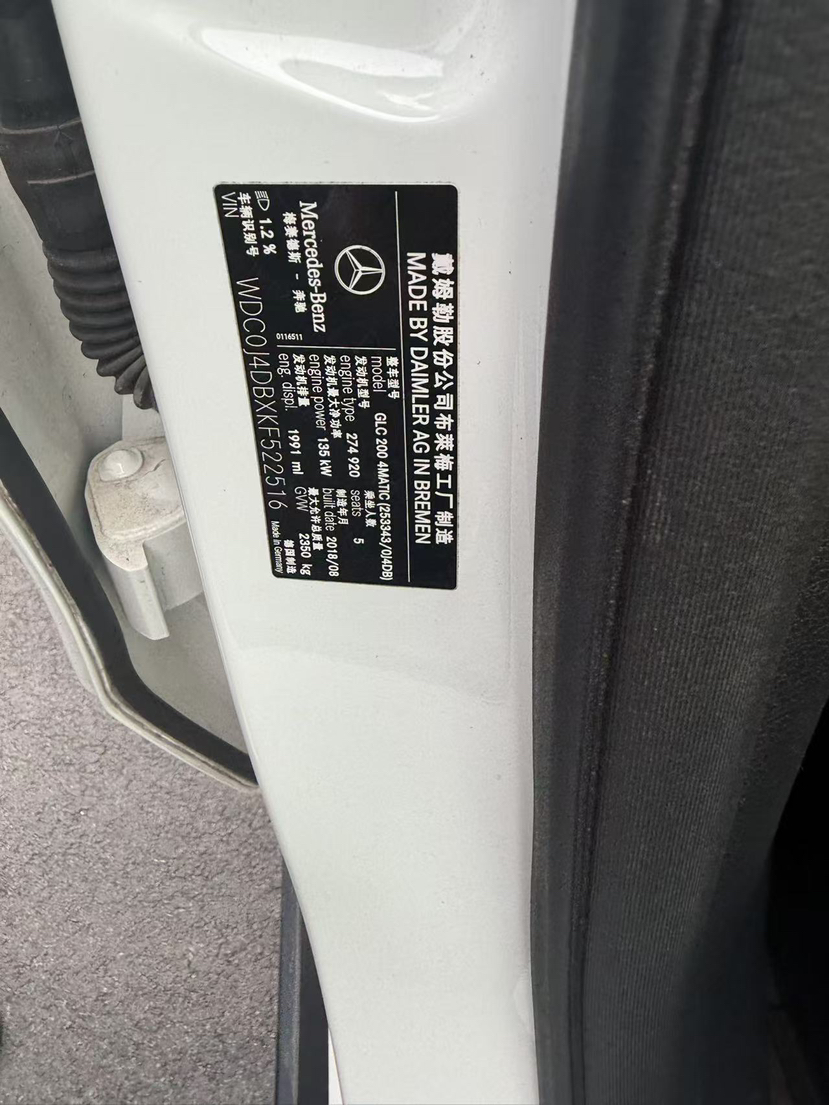 戴姆勒股份公司布莱梅工厂制造
MADE BY DAIMLER AG IN BREMEN
Mercedes-Benz
梅赛德斯 - 奔驰
1.2 %
0116511
整车型号
model GLC 200 4MATIC (253343/0/4DB)
发动机型号 乘坐人数
engine type 274 920 seats 5
发动机最大净功率 制造年月
engine power 135 kW built date 2018/08
发动机排量 最大允许总质量
eng. displ. 1991 ml GVW 2350 kg
车辆识别号 德国制造
VIN WDC0J4DBXKF522516 Made in Germany